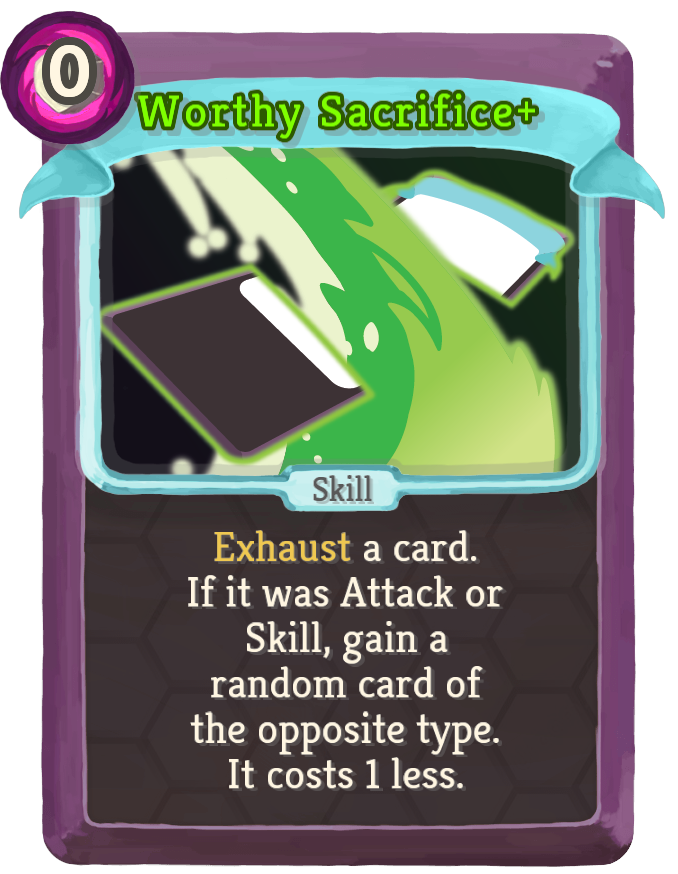 0
Worthy Sacrifice+
Skill
Exhaust a card.
If it was Attack or
Skill, gain a
random card of
the opposite type.
It costs 1 less.